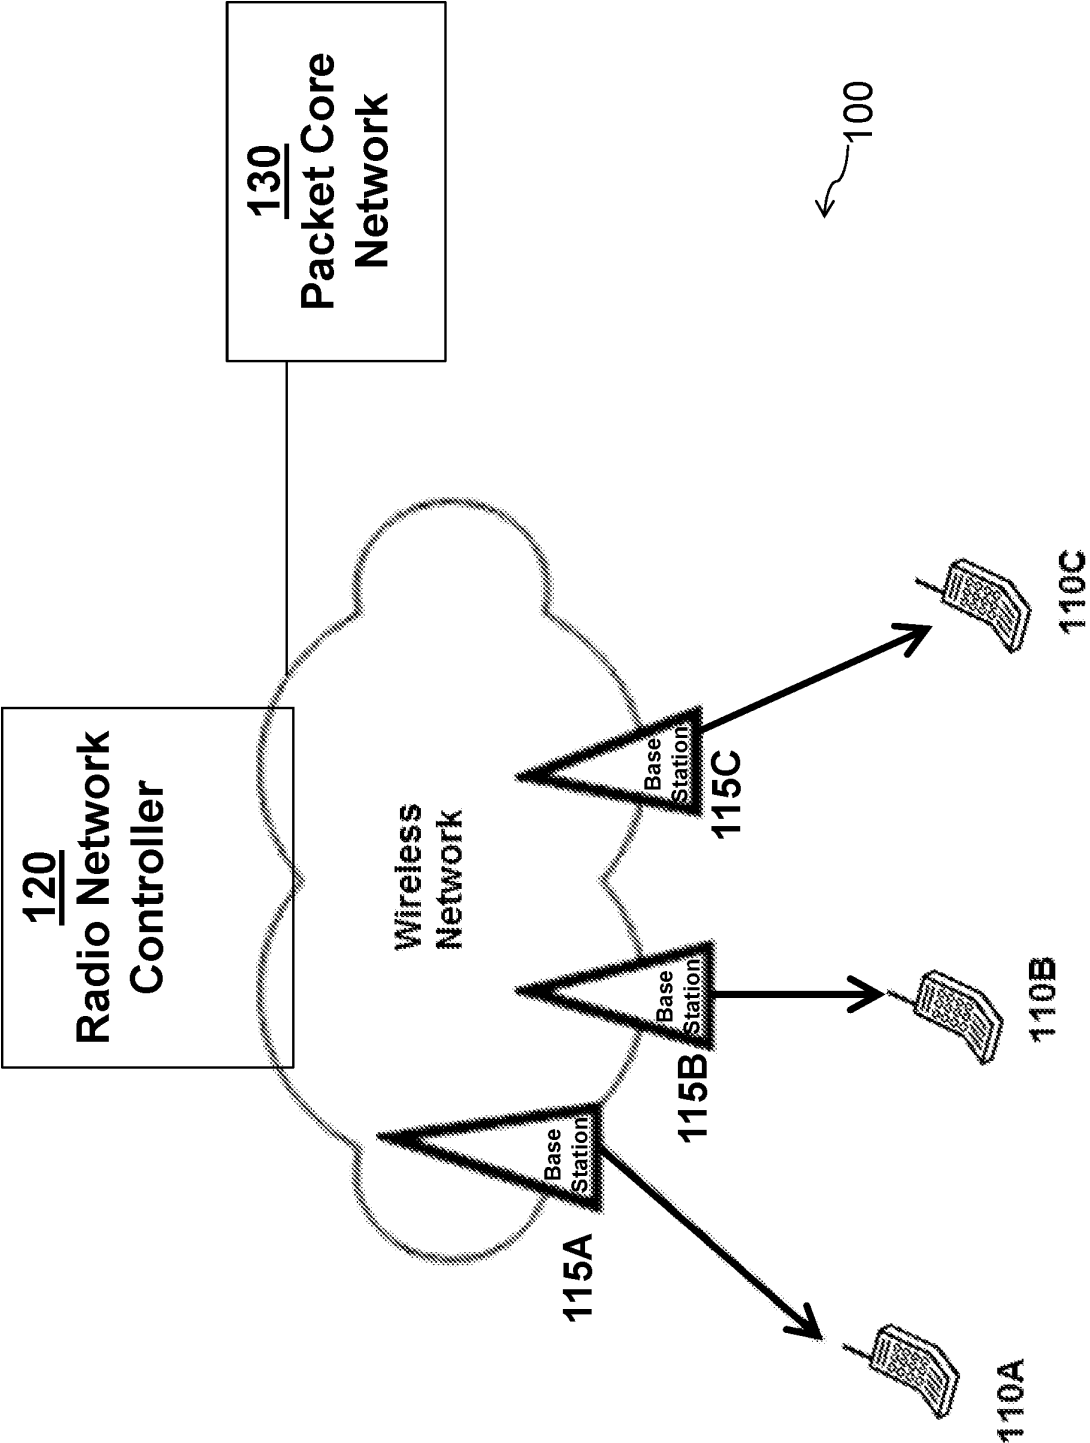 120
Radio Network
Controller
130
Packet Core
Network
Wireless
Network
Base
Station
115A
Base
Station
115B
Base
Station
115C
110A
110B
110C
100